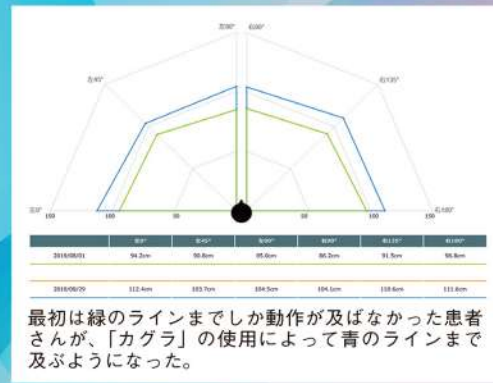 左90° 右90°
左45° 右135°
左0° 150 100 50 50 100 150 右180°
左0° 左45° 左90° 右90° 右135° 右180°
2018/08/01 94.2cm 90.8cm 85.6cm 86.2cm 91.5cm 96.8cm
2018/08/29 112.4cm 103.7cm 104.5cm 104.1cm 110.6cm 111.6cm
最初は緑のラインまでしか動作が及ばなかった患者
さんが、「カグラ」の使用によって青のラインまで
及ぶようになった。